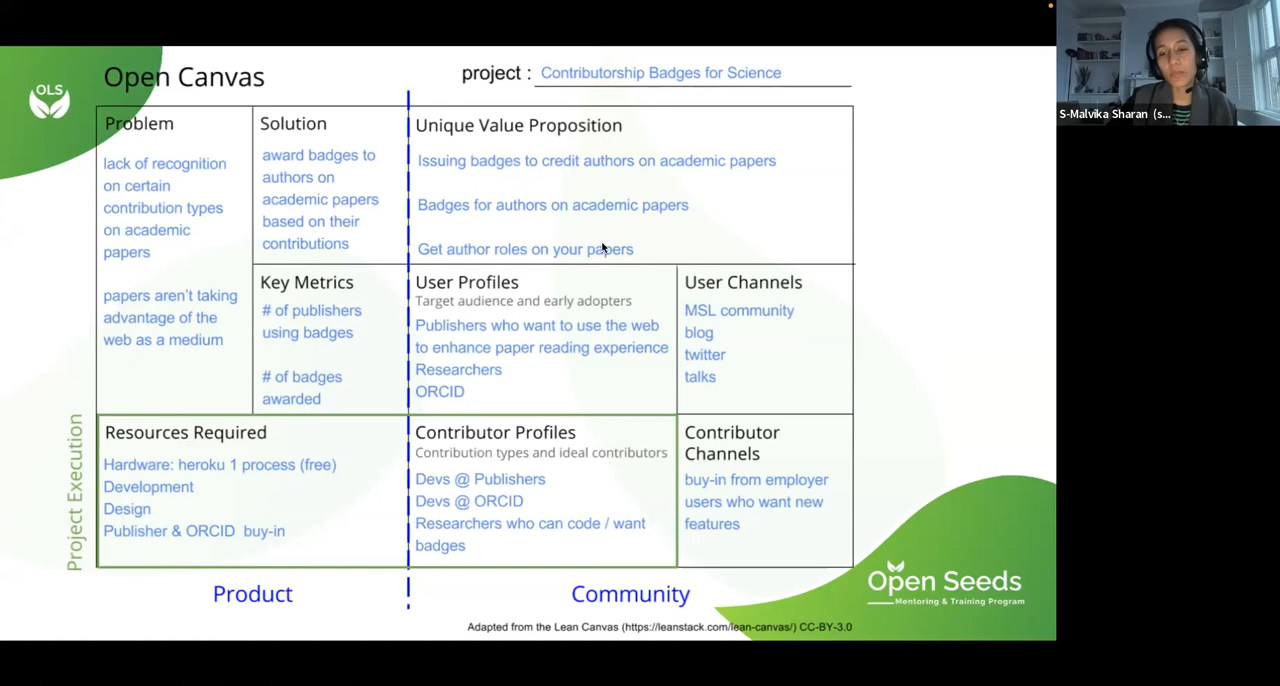 OLS
Open Canvas
project : Contributorship Badges for Science
Problem
lack of recognition
on certain
contribution types
on academic
papers
papers aren't taking
advantage of the
web as a medium
Solution
award badges to
authors on
academic papers
based on their
contributions
Key Metrics
# of publishers
using badges
# of badges
awarded
Unique Value Proposition
Issuing badges to credit authors on academic papers
Badges for authors on academic papers
Get author roles on your papers
User Profiles
Target audience and early adopters
Publishers who want to use the web
to enhance paper reading experience
Researchers
ORCID
User Channels
MSL community
blog
twitter
talks
Project Execution
Resources Required
Hardware: heroku 1 process (free)
Development
Design
Publisher & ORCID buy-in
Contributor Profiles
Contribution types and ideal contributors
Devs @ Publishers
Devs @ ORCID
Researchers who can code / want
badges
Contributor
Channels
buy-in from employer
users who want new
features
Product
Community
Open Seeds
Mentoring & Training Program
Adapted from the Lean Canvas (https://leanstack.com/lean-canvas/) CC-BY-3.0
S-Malvika Sharan (s...